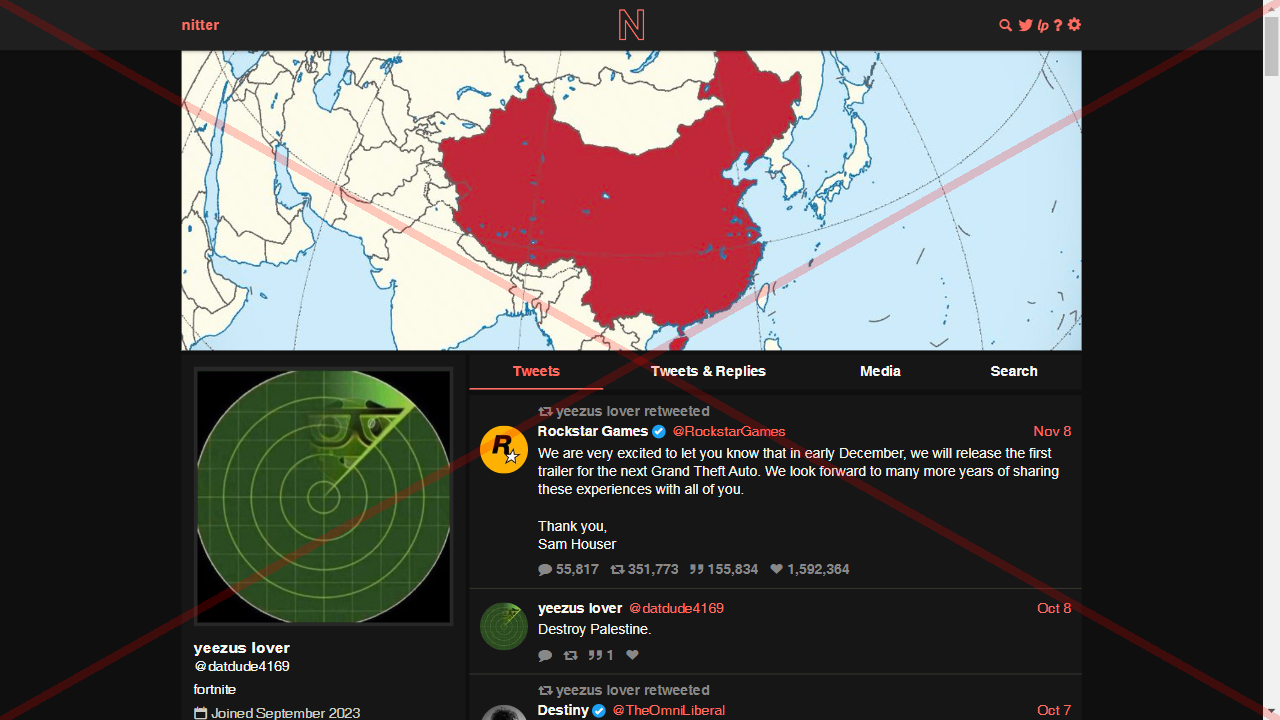 nitter
N
lp ?
Tweets
Tweets & Replies
Media
Search
yeezus lover retweeted
Rockstar Games @RockstarGames Nov 8
We are very excited to let you know that in early December, we will release the first
trailer for the next Grand Theft Auto. We look forward to many more years of sharing
these experiences with all of you.
Thank you,
Sam Houser
55,817 351,773 155,834 1,592,364
yeezus lover @datdude4169 Oct 8
Destroy Palestine.
1
yeezus lover retweeted
Destiny @TheOmniLiberal Oct 7
R
yeezus lover
@datdude4169
fortnite
Joined September 2023